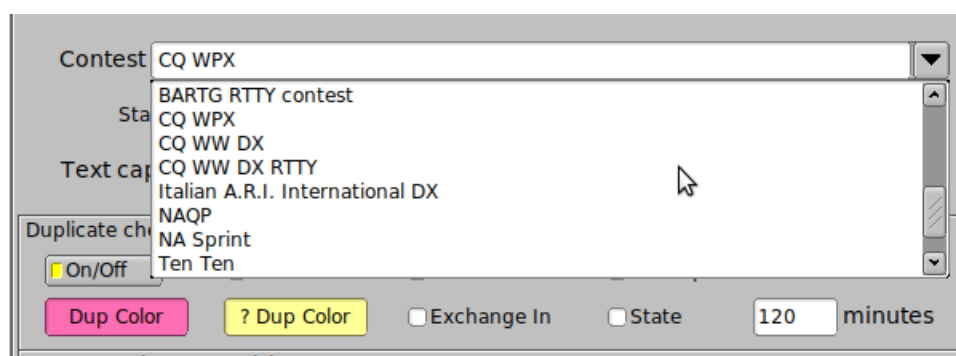 Contest CQ WPX
BARTG RTTY contest
CQ WPX
CQ WW DX
CQ WW DX RTTY
Italian A.R.I. International DX
NAQP
NA Sprint
Ten Ten
Duplicate
On/Off
Dup Color ? Dup Color Exchange In State 120 minutes